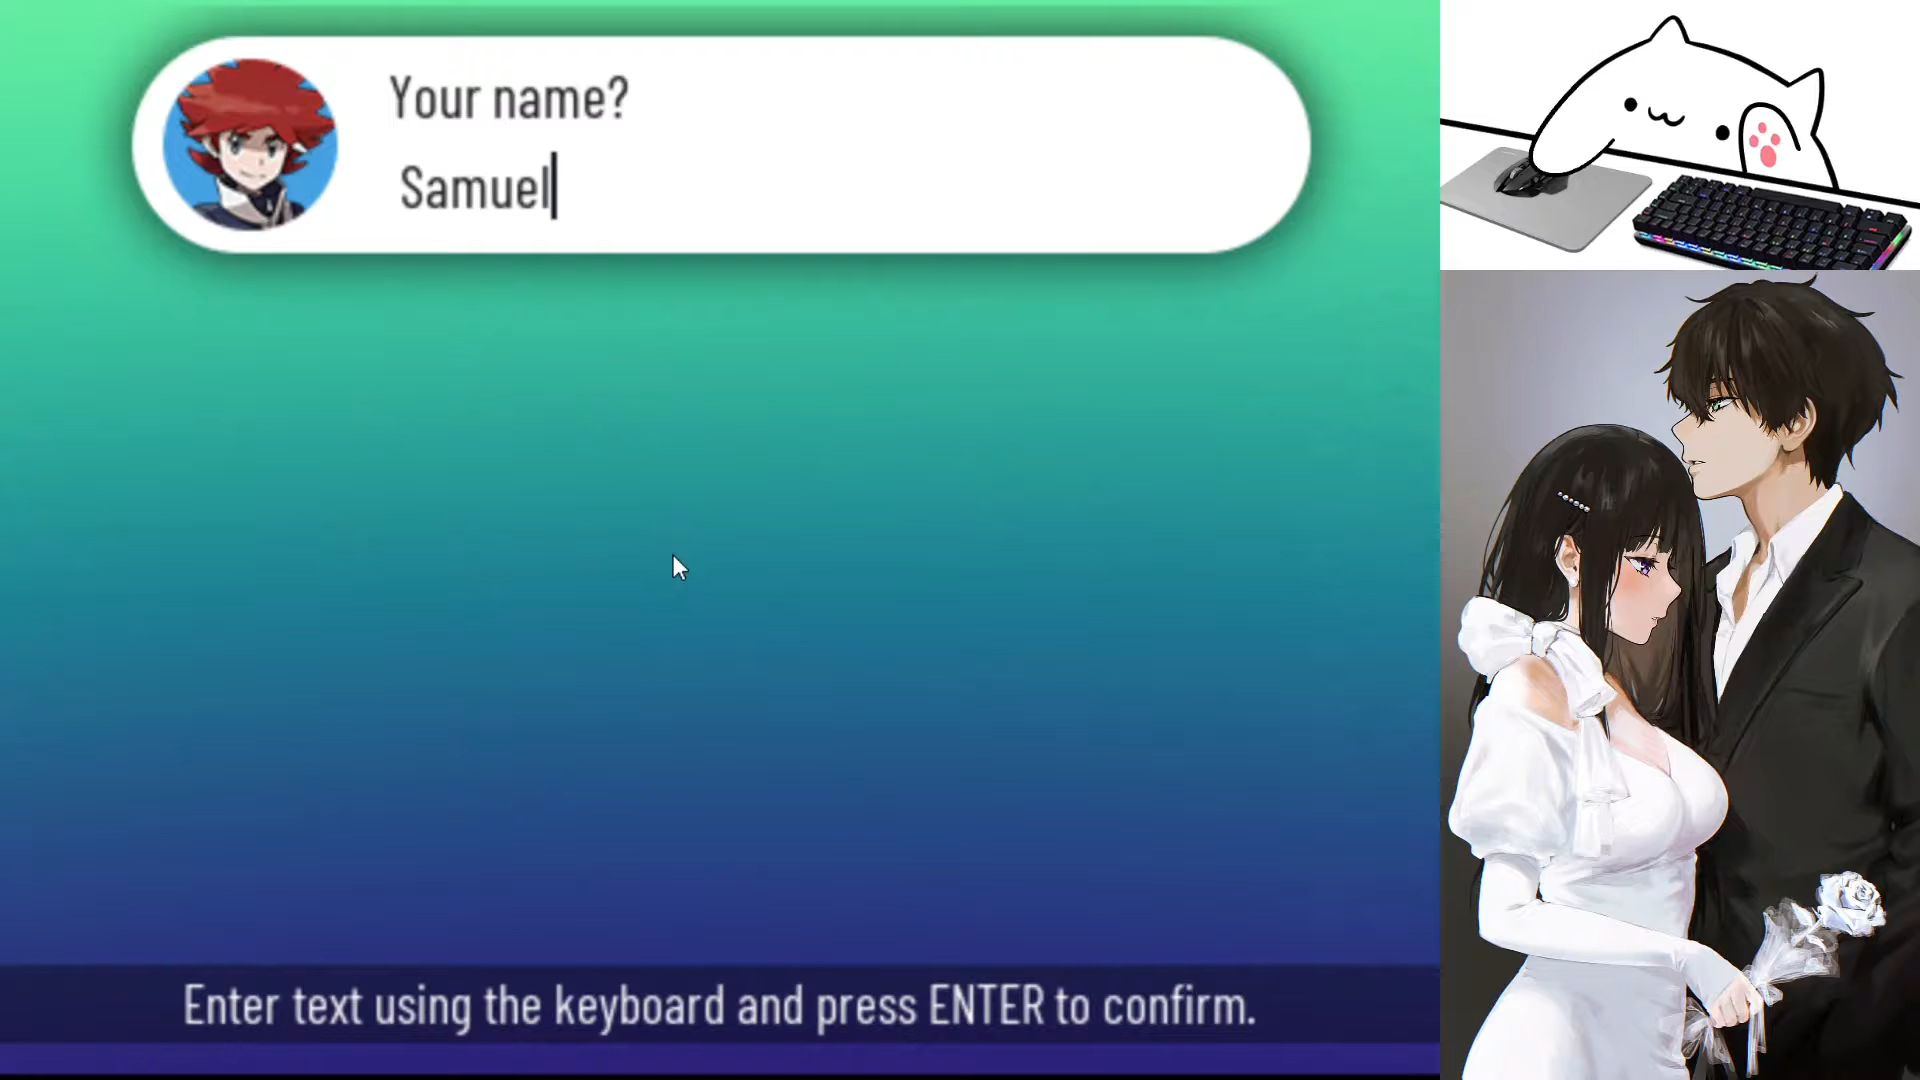 Your name?
Samuel
Enter text using the keyboard and press ENTER to confirm.